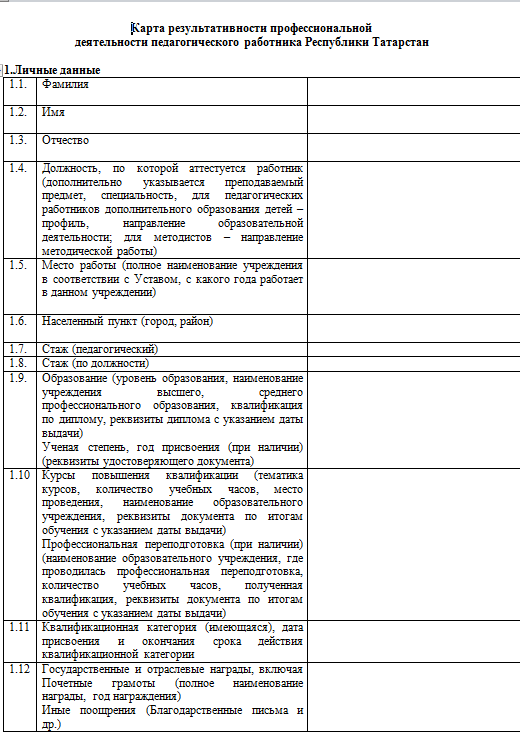 Карта результативности профессиональной
деятельности педагогического работника Республики Татарстан
1.Личные данные
1.1. Фамилия
1.2. Имя
1.3. Отчество
1.4. Должность, по которой аттестуется работник
(дополнительно указывается преподаваемый
предмет, специальность, для педагогических
работников дополнительного образования детей –
профиль, направление образовательной
деятельности; для методистов – направление
методической работы)
1.5. Место работы (полное наименование учреждения
в соответствии с Уставом, с какого года работает
в данном учреждении)
1.6. Населенный пункт (город, район)
1.7. Стаж (педагогический)
1.8. Стаж (по должности)
1.9. Образование (уровень образования, наименование
учреждения высшего, среднего
профессионального образования, квалификация
по диплому, реквизиты диплома с указанием даты
выдачи)
Ученая степень, год присвоения (при наличии)
(реквизиты удостоверяющего документа)
1.10 Курсы повышения квалификации (тематика
курсов, количество учебных часов, место
проведения, наименование образовательного
учреждения, реквизиты документа по итогам
обучения с указанием даты выдачи)
Профессиональная переподготовка (при наличии)
(наименование образовательного учреждения, где
проводилась профессиональная переподготовка,
количество учебных часов, полученная
квалификация, реквизиты документа по итогам
обучения с указанием даты выдачи)
1.11 Квалификационная категория (имеющаяся), дата
присвоения и окончания срока действия
квалификационной категории
1.12 Государственные и отраслевые награды, включая
Почетные грамоты (полное наименование
награды, год награждения)
Иные поощрения (Благодарственные письма и
др.)